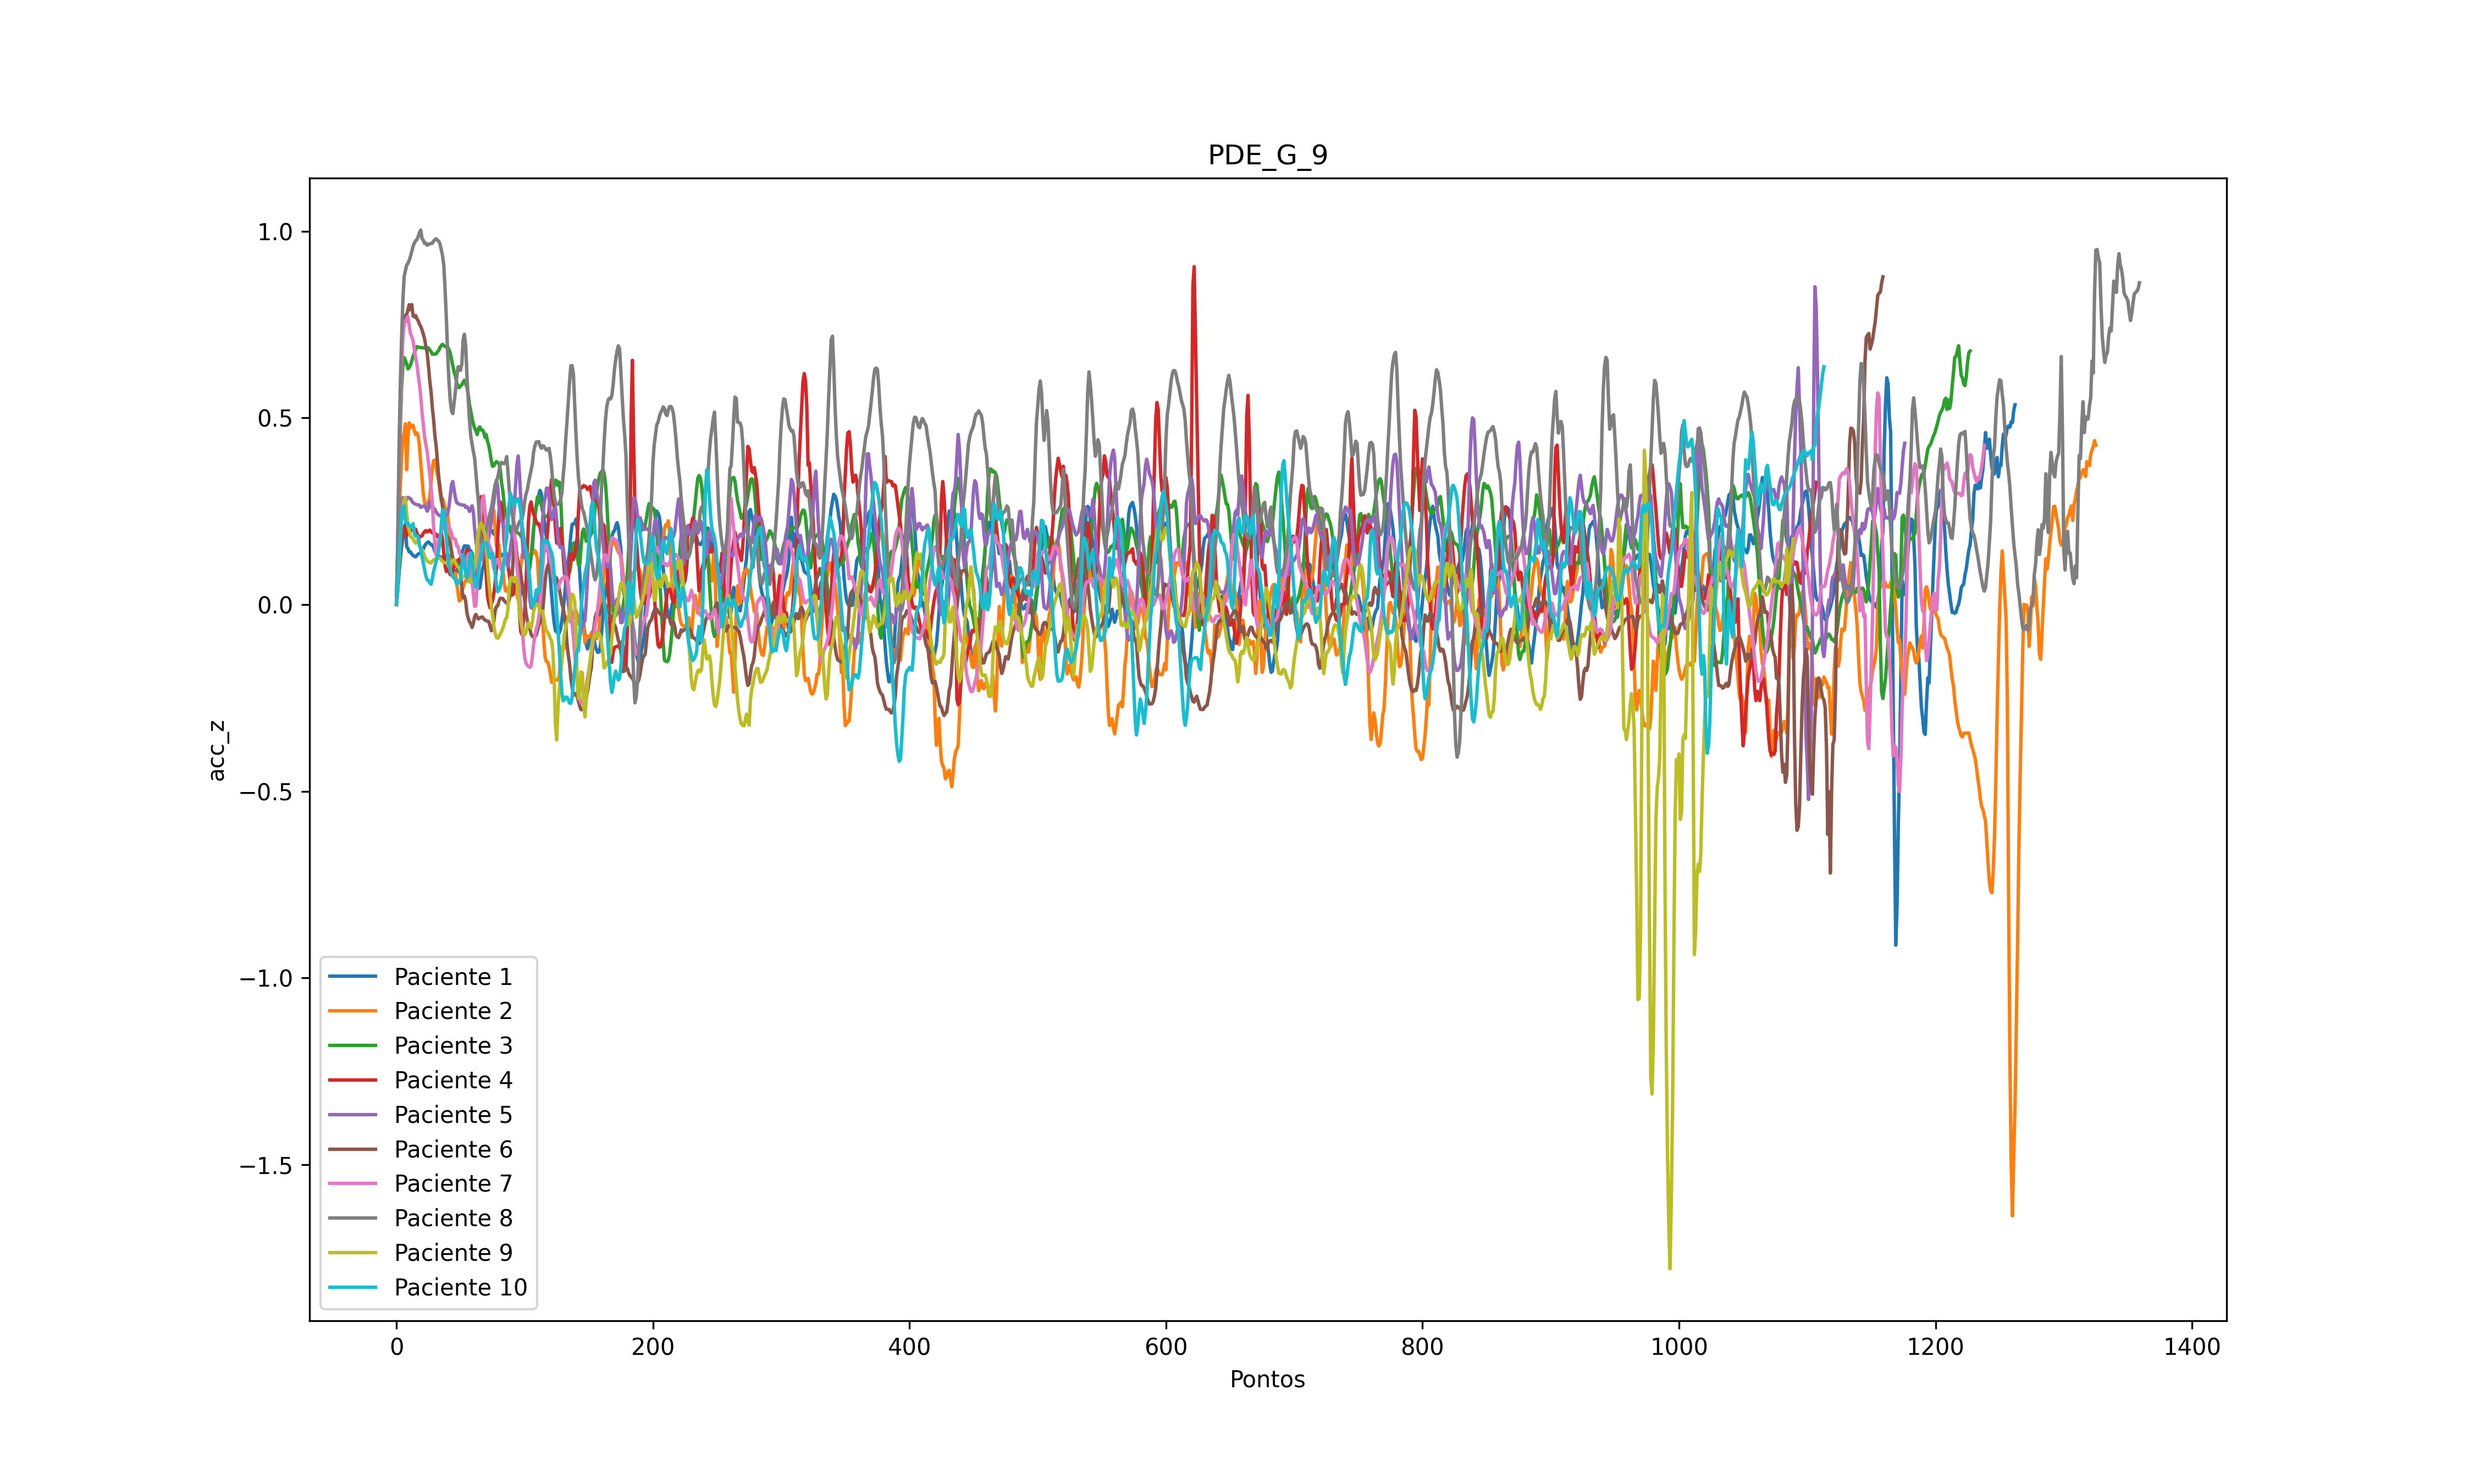 PDE_G_9
1.0
0.5
0.0
−0.5
−1.0
−1.5
acc_z
Paciente 1
Paciente 2
Paciente 3
Paciente 4
Paciente 5
Paciente 6
Paciente 7
Paciente 8
Paciente 9
Paciente 10
0 200 400 600 800 1000 1200 1400
Pontos